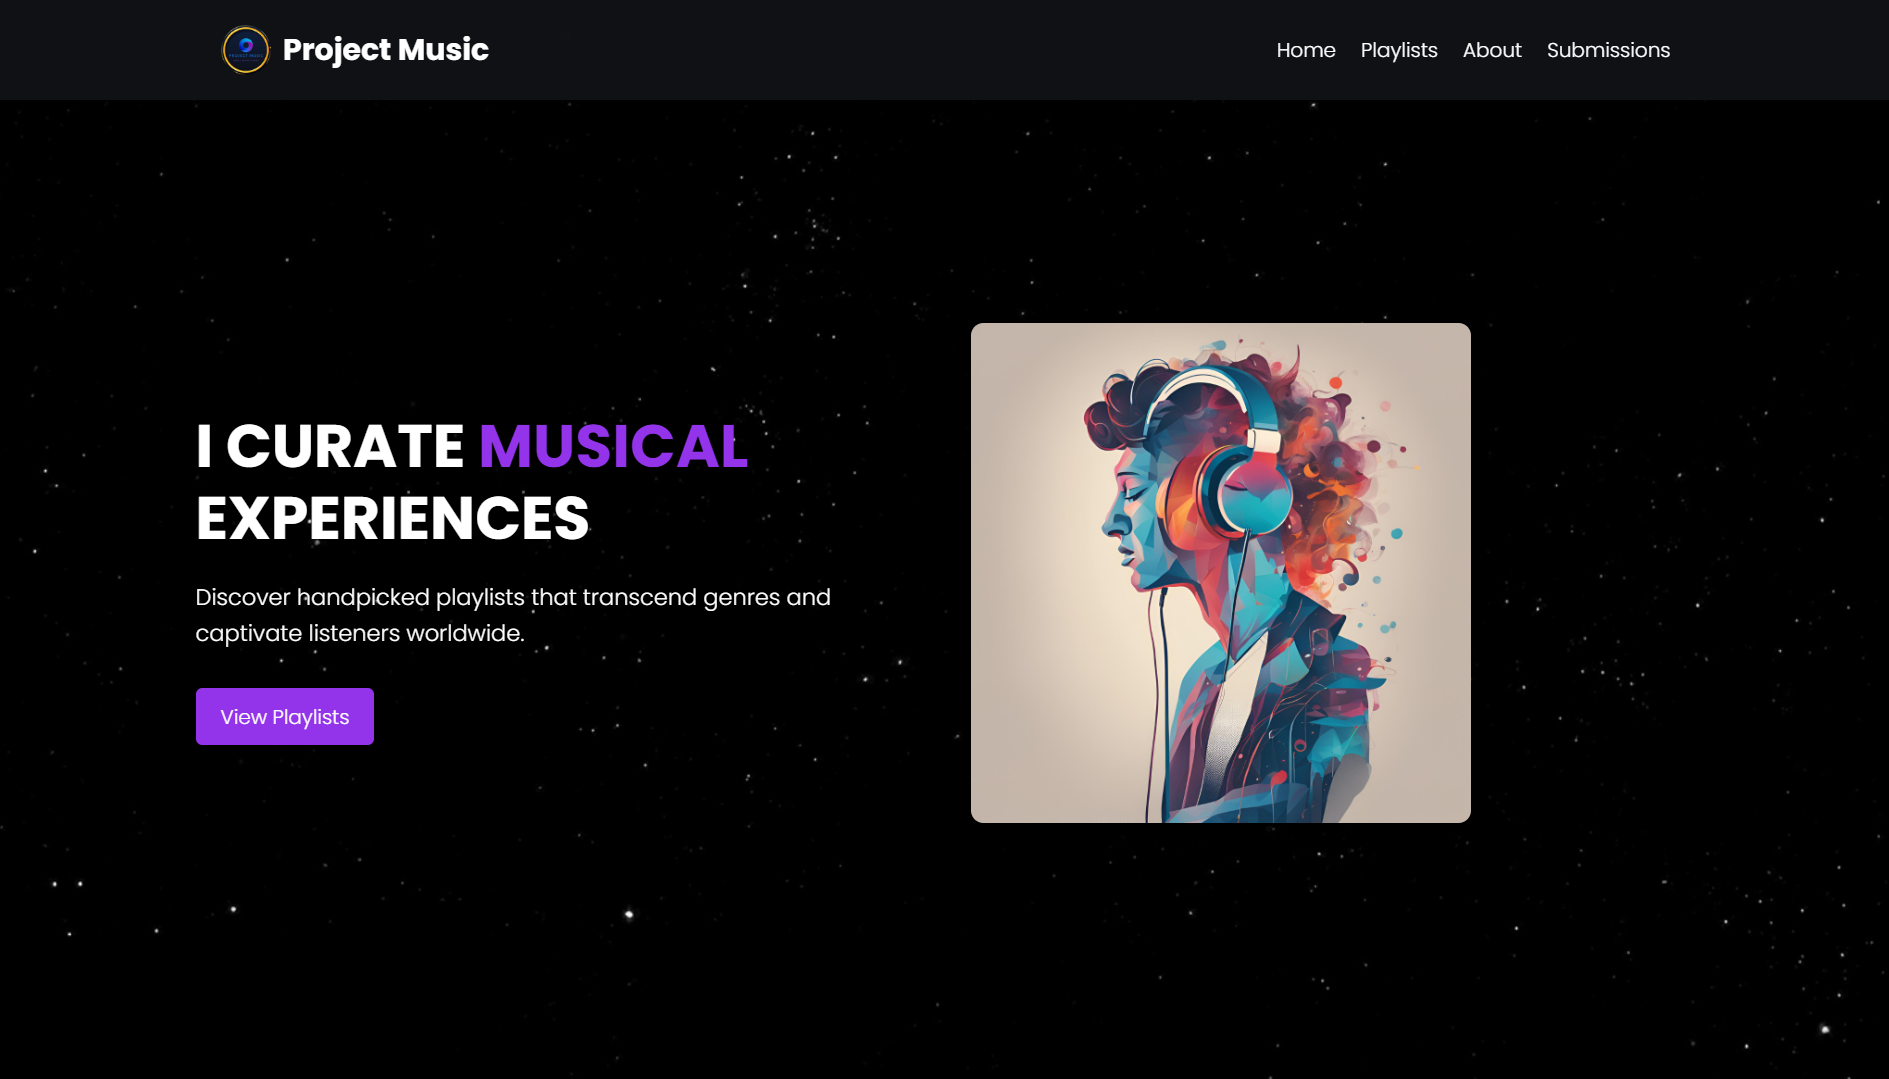 Project Music
Home Playlists About Submissions
I CURATE MUSICAL
EXPERIENCES
Discover handpicked playlists that transcend genres and
captivate listeners worldwide.
View Playlists